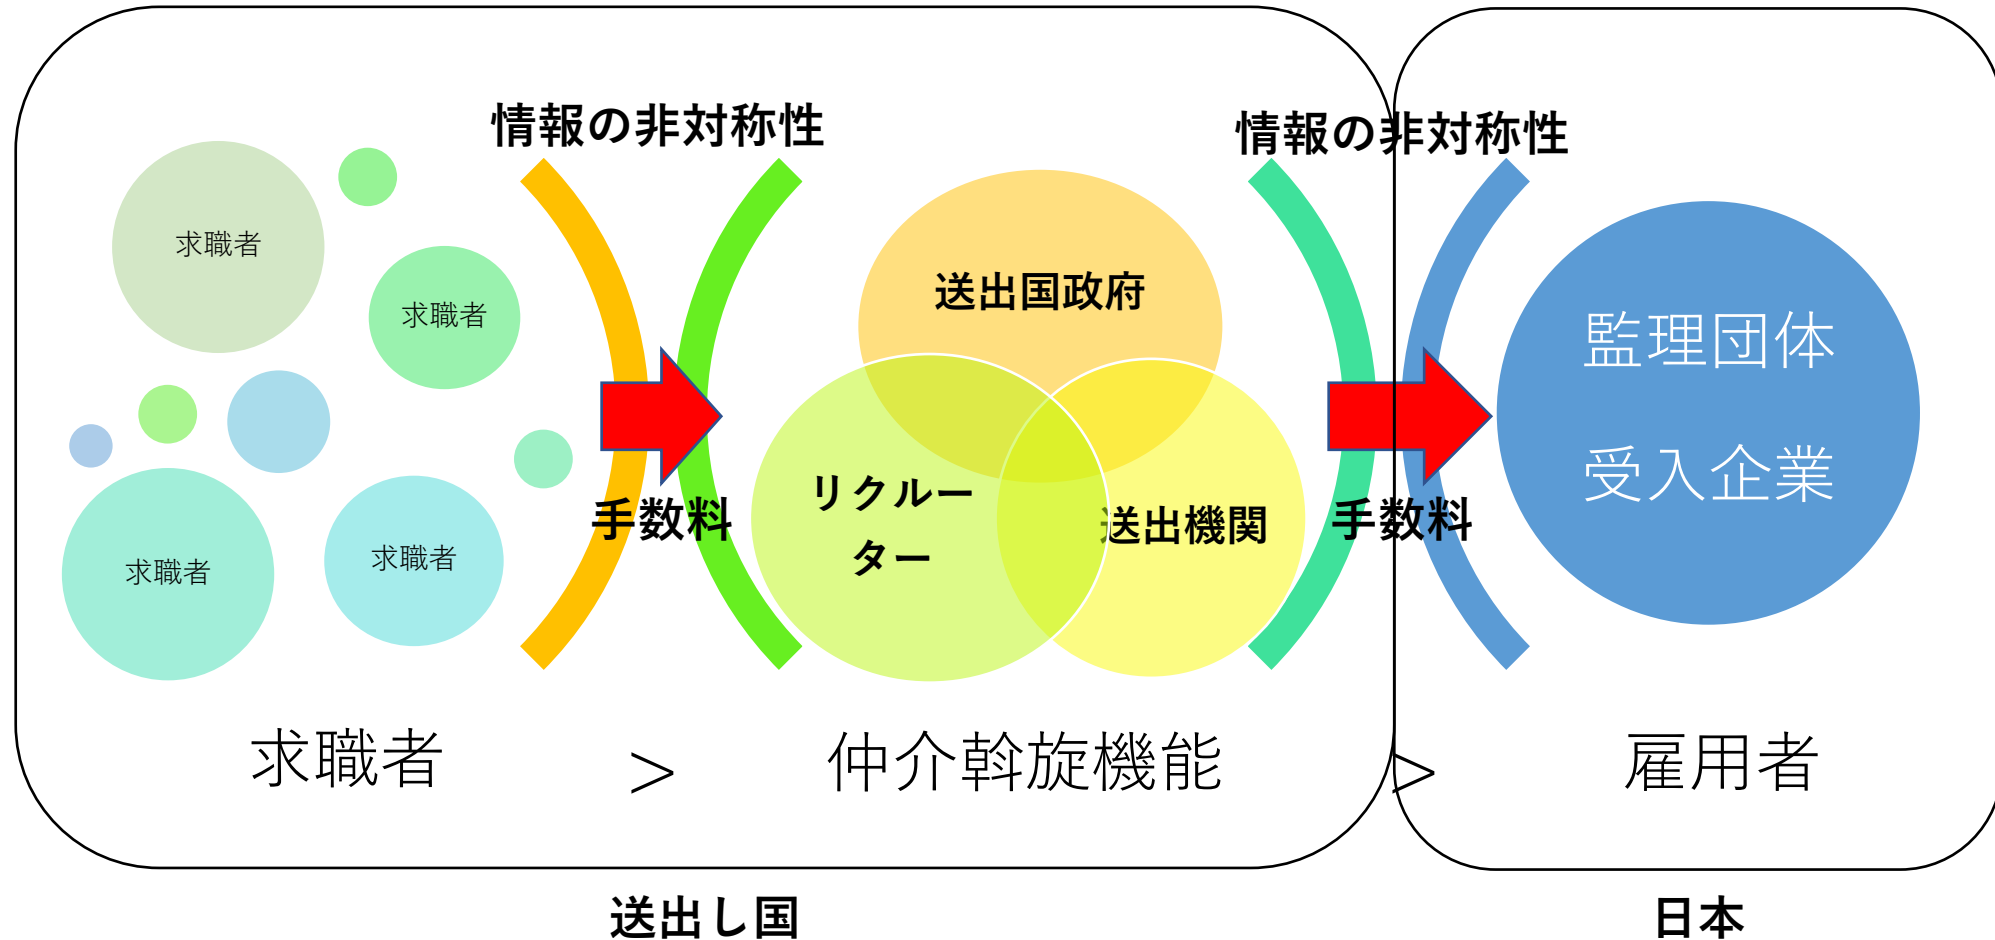 情報の非対称性
情報の非対称性
求職者
求職者
求職者
求職者
送出国政府
リクルー
ター
送出機関
手数料
手数料
監理団体
受入企業
求職者
>
仲介斡旋機能
>
雇用者
送出し国
日本